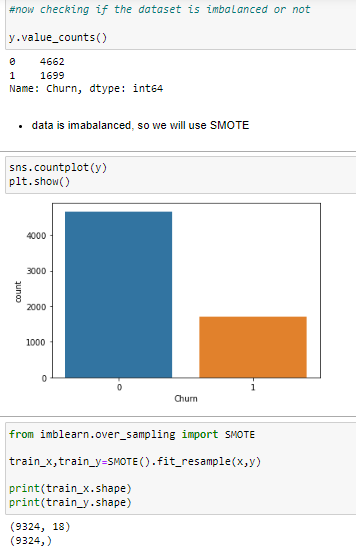 #now checking if the dataset is imbalanced or not
y.value_counts()
0    4662
1    1699
Name: Churn, dtype: int64
• data is imabalanced, so we will use SMOTE
sns.countplot(y)
plt.show()
4000
3000
2000
1000
0
count
0 1
Churn
from imblearn.over_sampling import SMOTE
train_x,train_y=SMOTE().fit_resample(x,y)
print(train_x.shape)
print(train_y.shape)
(9324, 18)
(9324,)